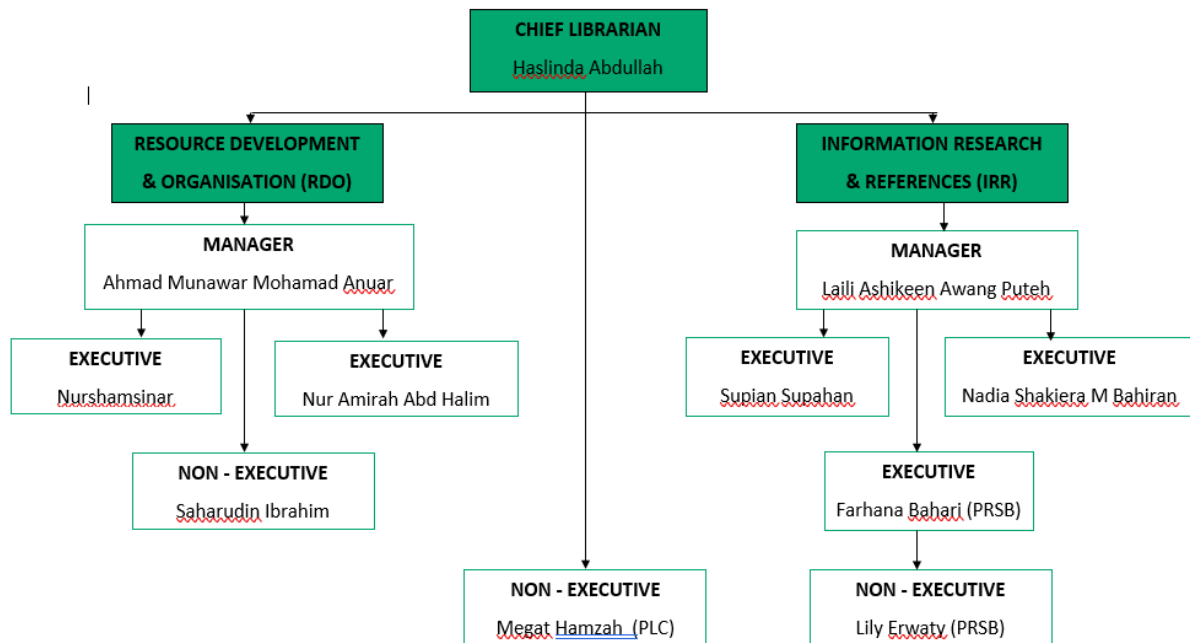 CHIEF LIBRARIAN
Haslinda Abdullah
RESOURCE DEVELOPMENT
& ORGANISATION (RDO)
INFORMATION RESEARCH
& REFERENCES (IRR)
MANAGER
Ahmad Munawar Mohamad Anuar
MANAGER
Laili Ashikeen Awang Puteh
EXECUTIVE
Nurshamsinar
EXECUTIVE
Nur Amirah Abd Halim
EXECUTIVE
Supian Supahan
EXECUTIVE
Nadia Shakiera M Bahiran
NON - EXECUTIVE
Saharudin Ibrahim
EXECUTIVE
Farhana Bahari (PRSB)
NON - EXECUTIVE
Megat Hamzah (PLC)
NON - EXECUTIVE
Lily Erwaty (PRSB)